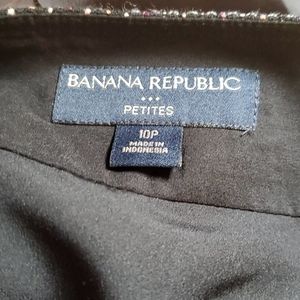 BANANA REPUBLIC
PETITES
10P
MADE IN
INDONESIA